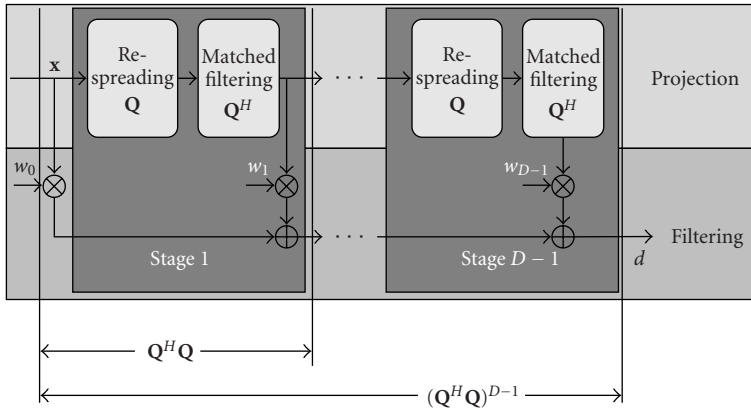 x
Re-
spreading
Q
Matched
filtering
Q^H
· · ·
Re-
spreading
Q
Matched
filtering
Q^H
Projection
w_0
w_1
w_{D−1}
Stage 1
· · ·
Stage D − 1
d
Filtering
Q^H Q
(Q^H Q)^{D−1}